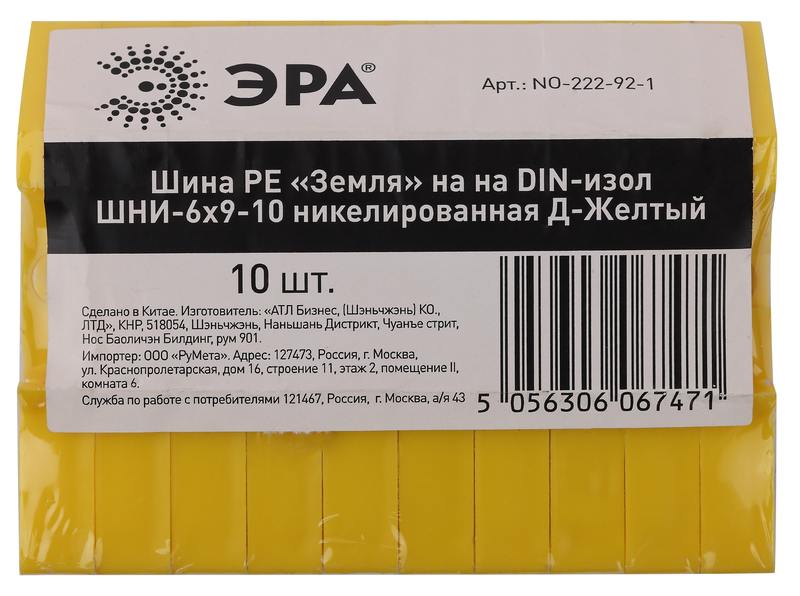 ЭРА®
Арт.: NO-222-92-1
Шина PE «Земля» на на DIN-изол
ШНИ-6х9-10 никелированная Д-Желтый
10 шт.
Сделано в Китае. Изготовитель: «АТЛ Бизнес, (Шэньчжэнь) КО.,
ЛТД», КНР, 518054, Шэньчжэнь, Наньшань Дистрикт, Чуанъе стрит,
Нос Баоличэн Билдинг, рум 901.
Импортер: ООО «РуМета». Адрес: 127473, Россия, г. Москва,
ул. Краснопролетарская, дом 16, строение 11, этаж 2, помещение II,
комната 6.
Служба по работе с потребителями 121467, Россия, г. Москва, а/я 43
5 056306 067471